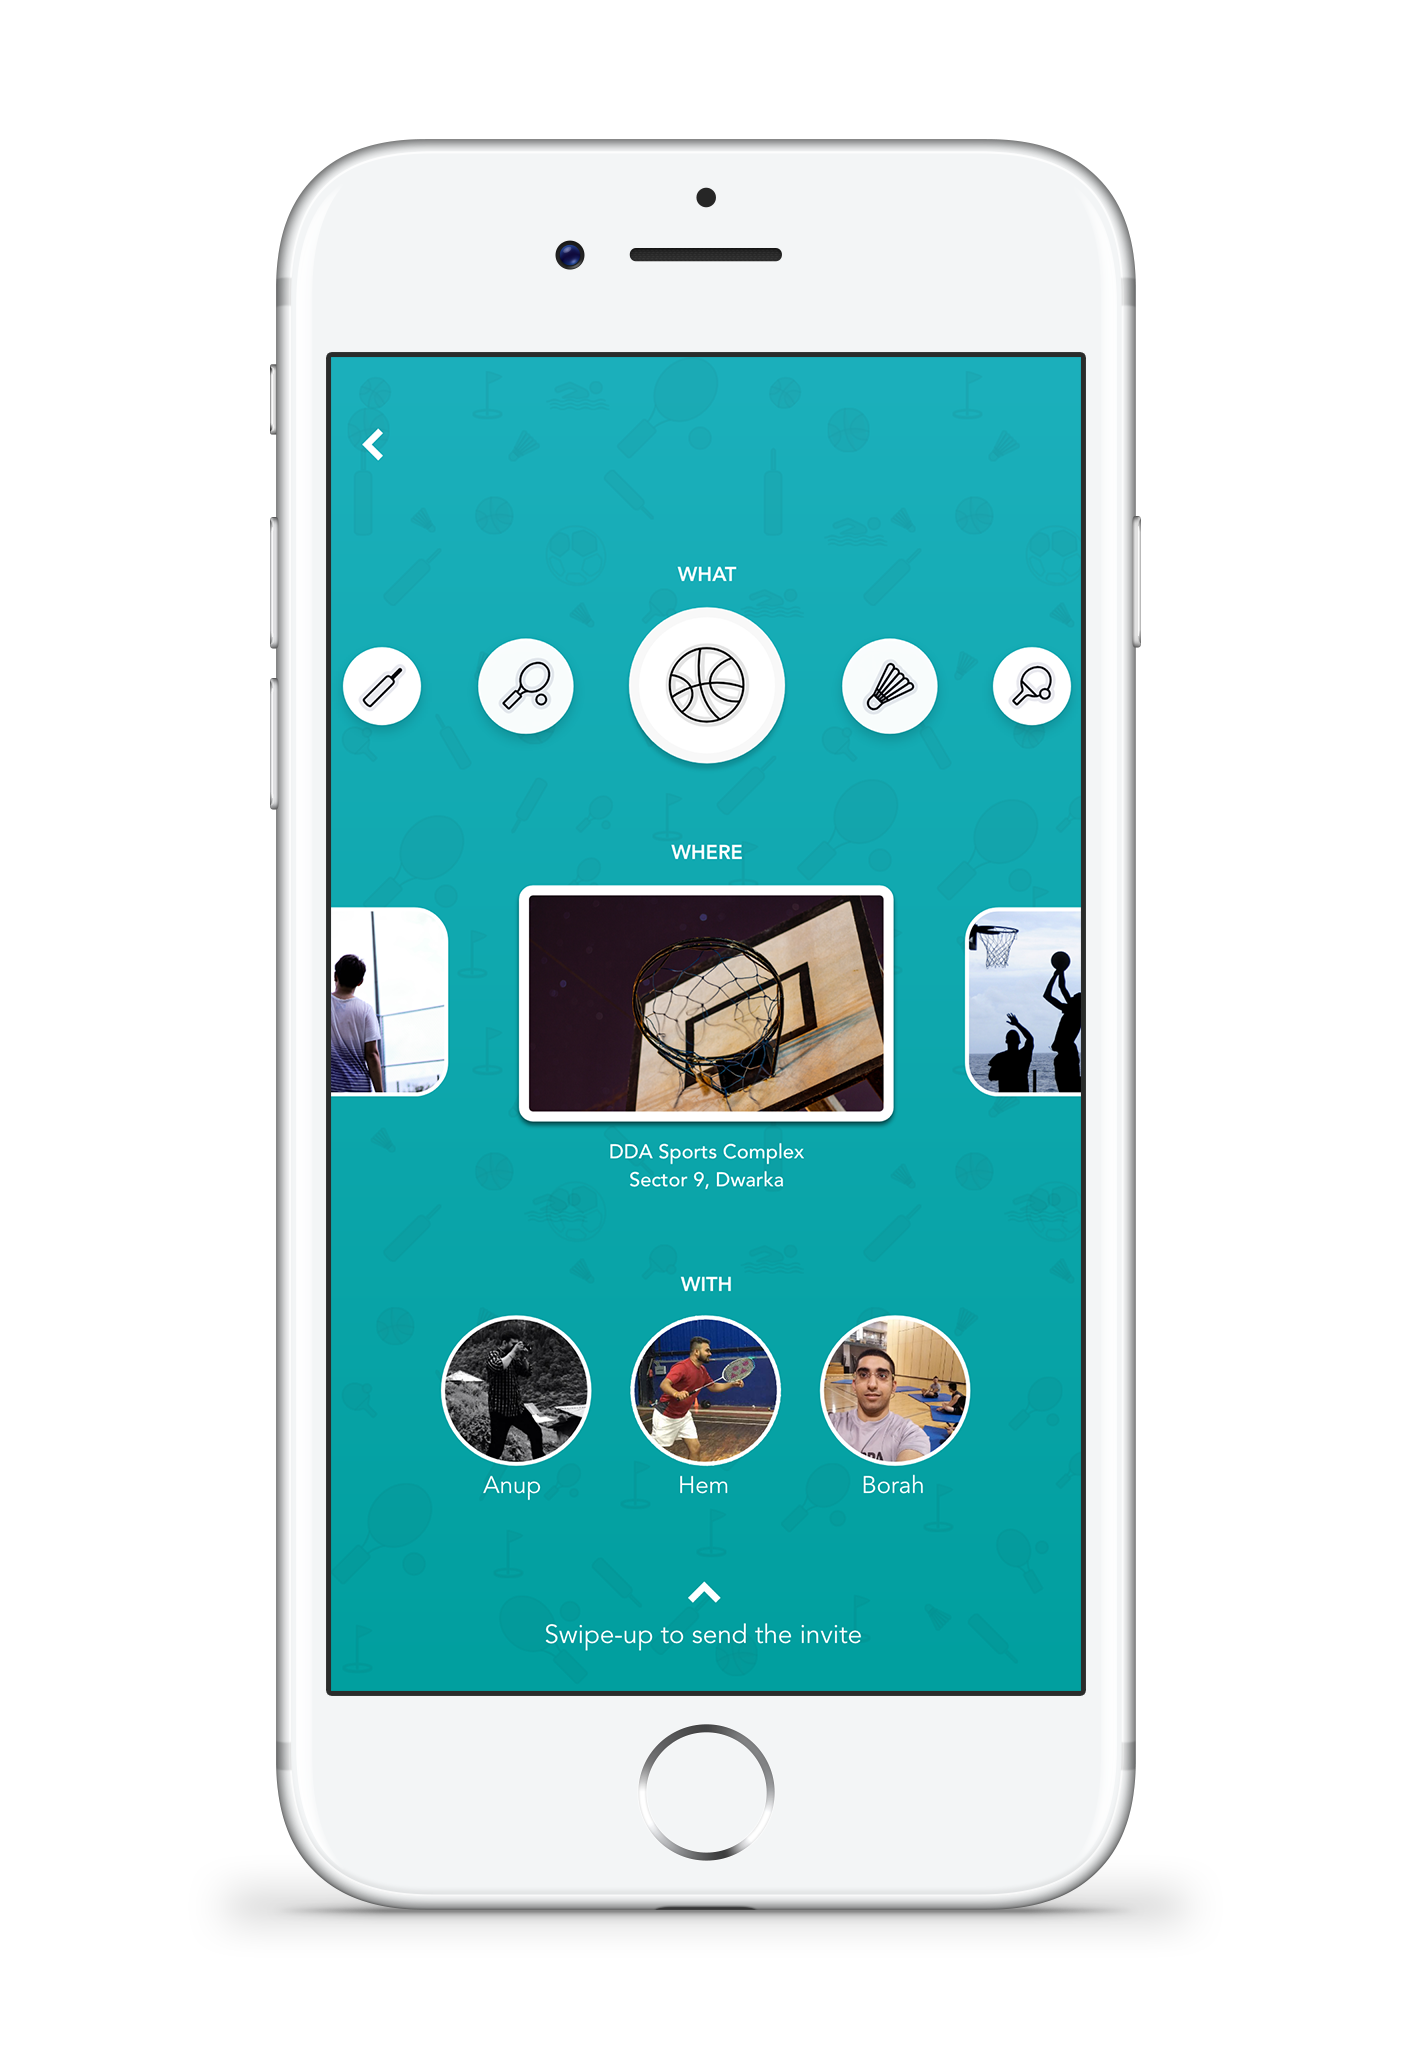 WHAT
WHERE
DDA Sports Complex
Sector 9, Dwarka
WITH
Anup
Hem
Borah
Swipe-up to send the invite